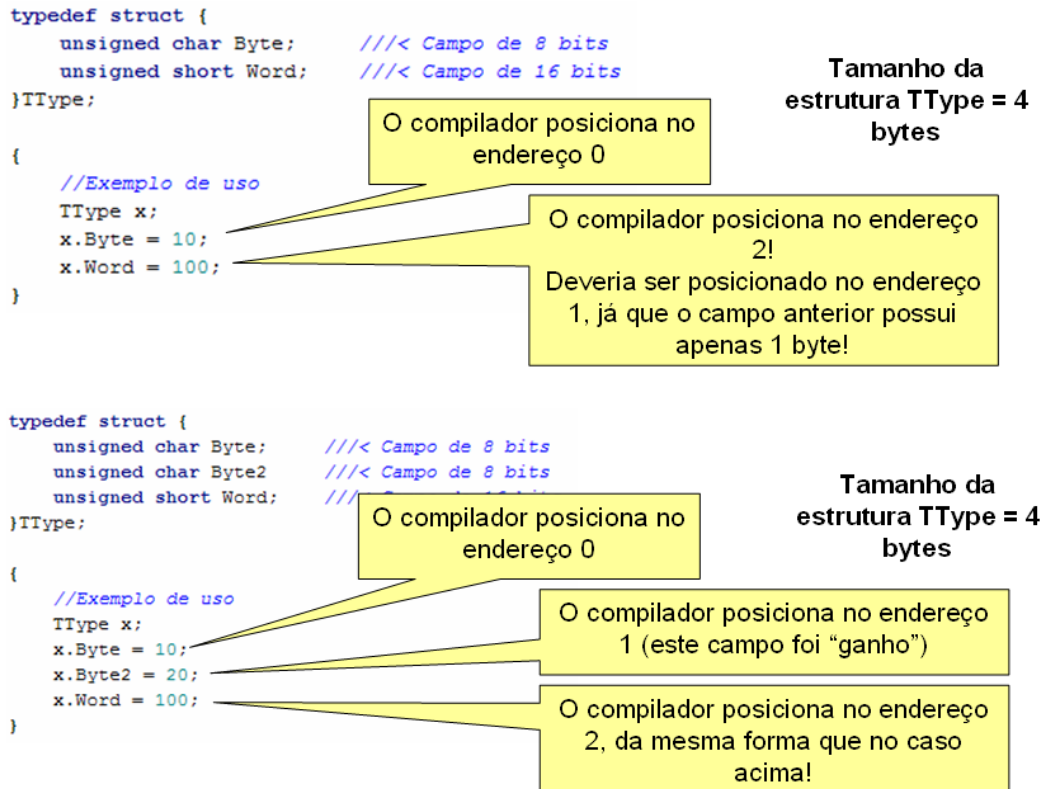 typedef struct {
unsigned char Byte; ///< Campo de 8 bits
unsigned short Word; ///< Campo de 16 bits
}TType;
Tamanho da
estrutura TType = 4
bytes
O compilador posiciona no
endereço 0
{
//Exemplo de uso
TType x;
x.Byte = 10;
x.Word = 100;
}
O compilador posiciona no endereço
2!
Deveria ser posicionado no endereço
1, já que o campo anterior possui
apenas 1 byte!
typedef struct {
unsigned char Byte; ///< Campo de 8 bits
unsigned char Byte2 ///< Campo de 8 bits
unsigned short Word; ///
}TType;
Tamanho da
estrutura TType = 4
bytes
O compilador posiciona no
endereço 0
{
//Exemplo de uso
TType x;
x.Byte = 10;
x.Byte2 = 20;
x.Word = 100;
}
O compilador posiciona no endereço
1 (este campo foi “ganho”)
O compilador posiciona no endereço
2, da mesma forma que no caso
acima!